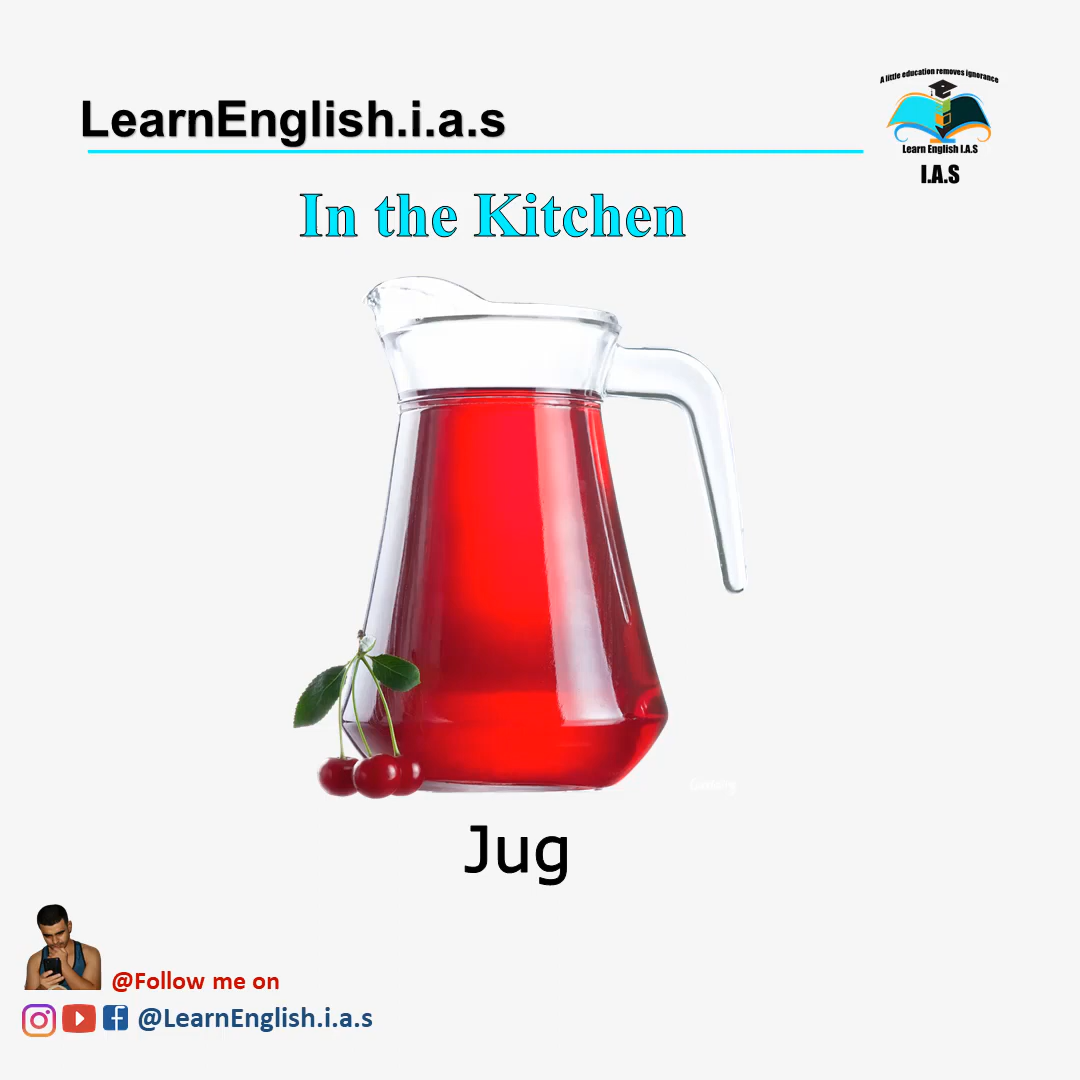 A little education removes ignorance
LearnEnglish.i.a.s
Learn English I.A.S
I.A.S
In the Kitchen
Jug
@Follow me on
@LearnEnglish.i.a.s